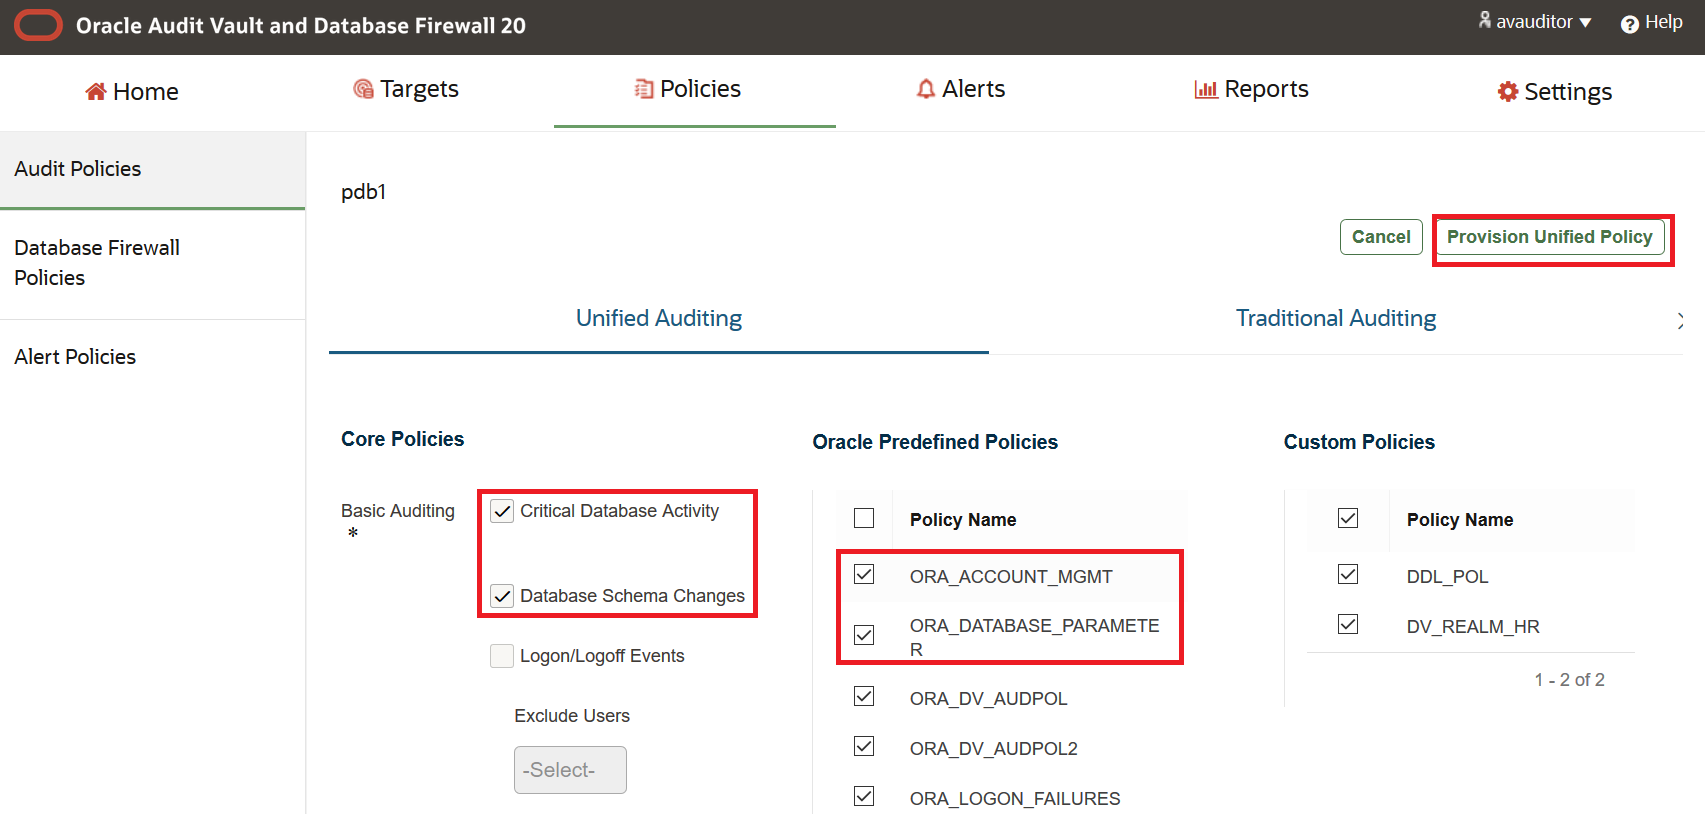 Oracle Audit Vault and Database Firewall 20
avauditor
Help
Home
Targets
Policies
Alerts
Reports
Settings
Audit Policies
Database Firewall
Policies
Alert Policies
pdb1
Cancel
Provision Unified Policy
Unified Auditing
Traditional Auditing
Core Policies
Basic Auditing
*
Critical Database Activity
Database Schema Changes
Logon/Logoff Events
Exclude Users
-Select-
Oracle Predefined Policies
Policy Name
ORA_ACCOUNT_MGMT
ORA_DATABASE_PARAMETE
R
ORA_DV_AUDPOL
ORA_DV_AUDPOL2
ORA_LOGON_FAILURES
Custom Policies
Policy Name
DDL_POL
DV_REALM_HR
1 - 2 of 2